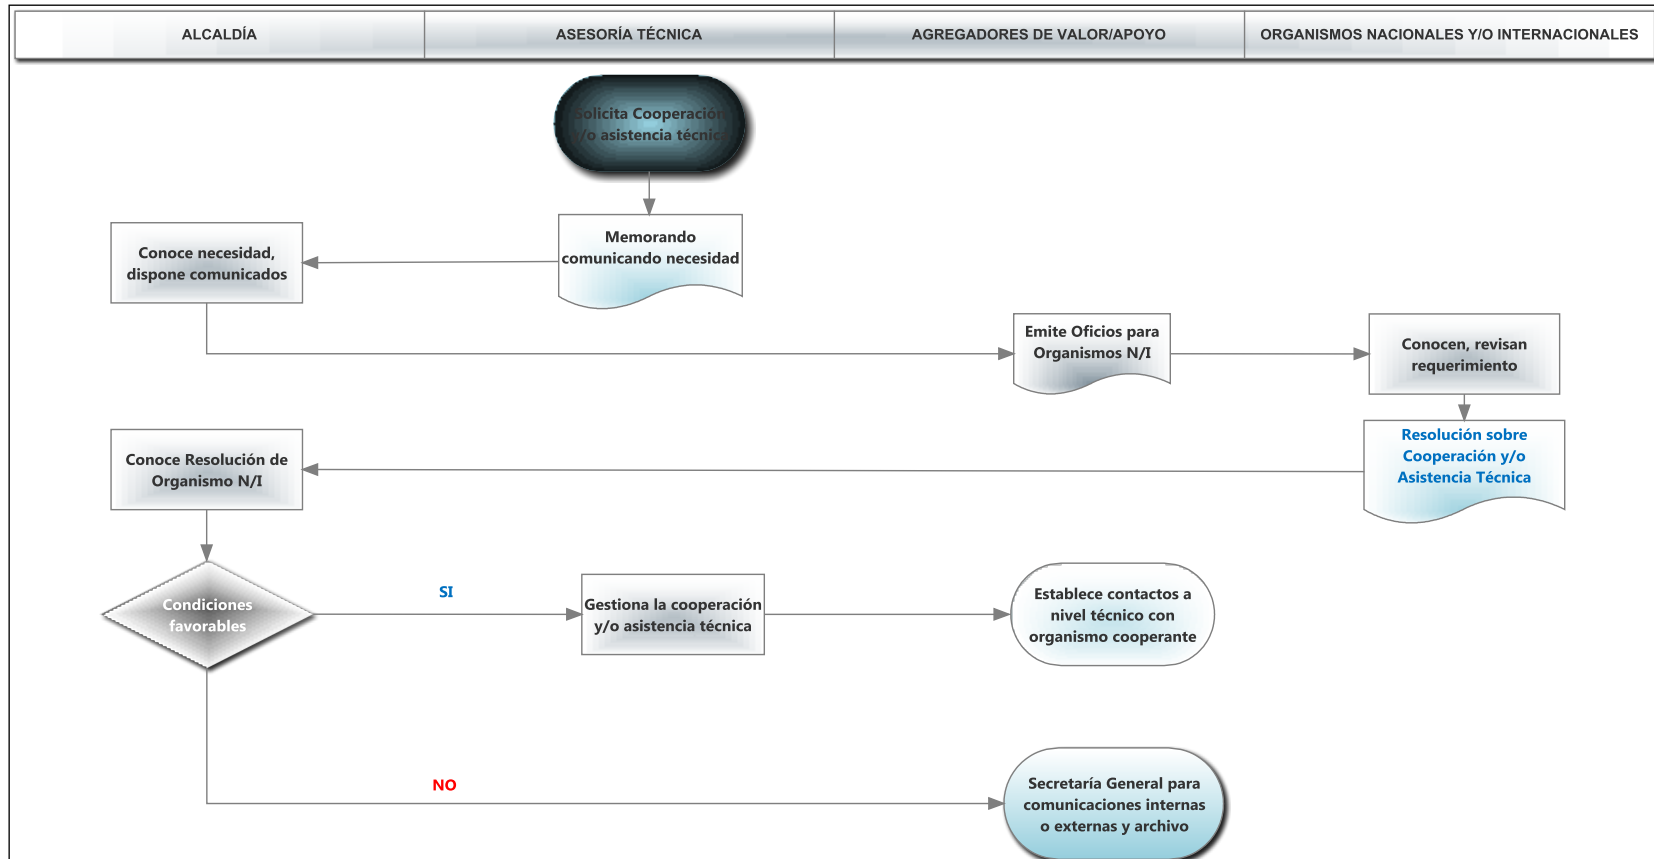 ALCALDÍA
ASESORÍA TÉCNICA
AGREGADORES DE VALOR/APOYO
ORGANISMOS NACIONALES Y/O INTERNACIONALES
Solicita Cooperación
y/o asistencia técnica
Memorando
comunicando necesidad
Conoce necesidad,
dispone comunicados
Emite Oficios para
Organismos N/I
Conocen, revisan
requerimiento
Resolución sobre
Cooperación y/o
Asistencia Técnica
Conoce Resolución de
Organismo N/I
Condiciones
favorables
SI
Gestiona la cooperación
y/o asistencia técnica
Establece contactos a
nivel técnico con
organismo cooperante
NO
Secretaría General para
comunicaciones internas
o externas y archivo